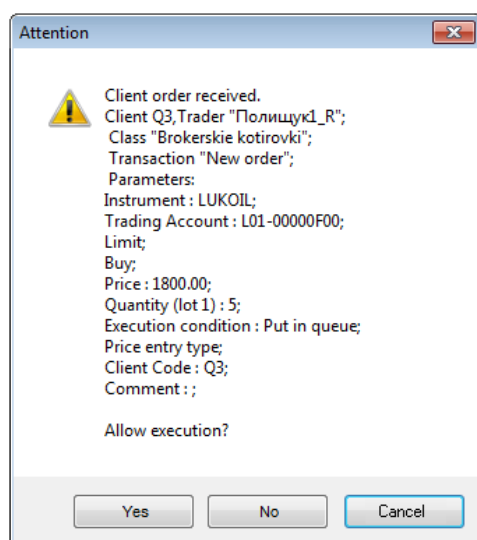 Attention
Client order received.
Client Q3,Trader "Полищук1_R";
Class "Brokerskie kotirovki";
Transaction "New order";
Parameters:
Instrument : LUKOIL;
Trading Account : L01-00000F00;
Limit;
Buy;
Price : 1800.00;
Quantity (lot 1) : 5;
Execution condition : Put in queue;
Price entry type;
Client Code : Q3;
Comment : ;
Allow execution?
Yes
No
Cancel